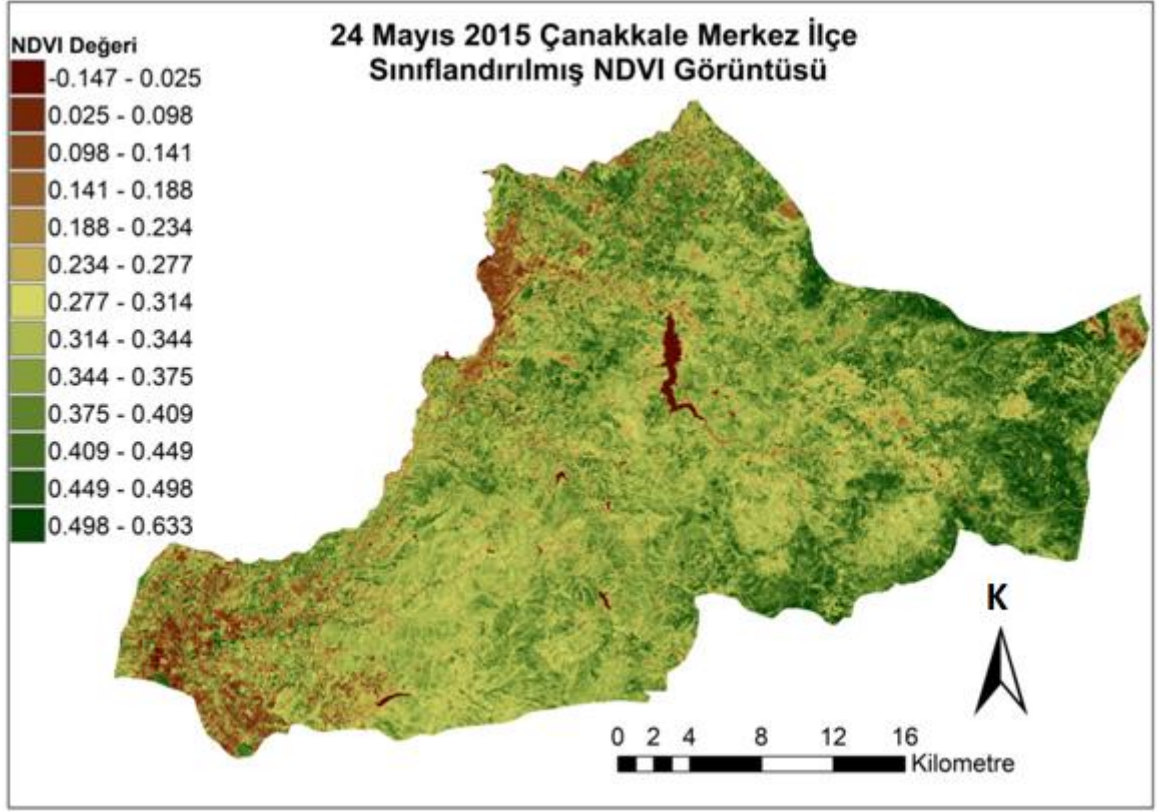 24 Mayıs 2015 Çanakkale Merkez İlçe
Sınıflandırılmış NDVI Görüntüsü
NDVI Değeri
-0.147 - 0.025
0.025 - 0.098
0.098 - 0.141
0.141 - 0.188
0.188 - 0.234
0.234 - 0.277
0.277 - 0.314
0.314 - 0.344
0.344 - 0.375
0.375 - 0.409
0.409 - 0.449
0.449 - 0.498
0.498 - 0.633
K
0 2 4 8 12 16
Kilometre